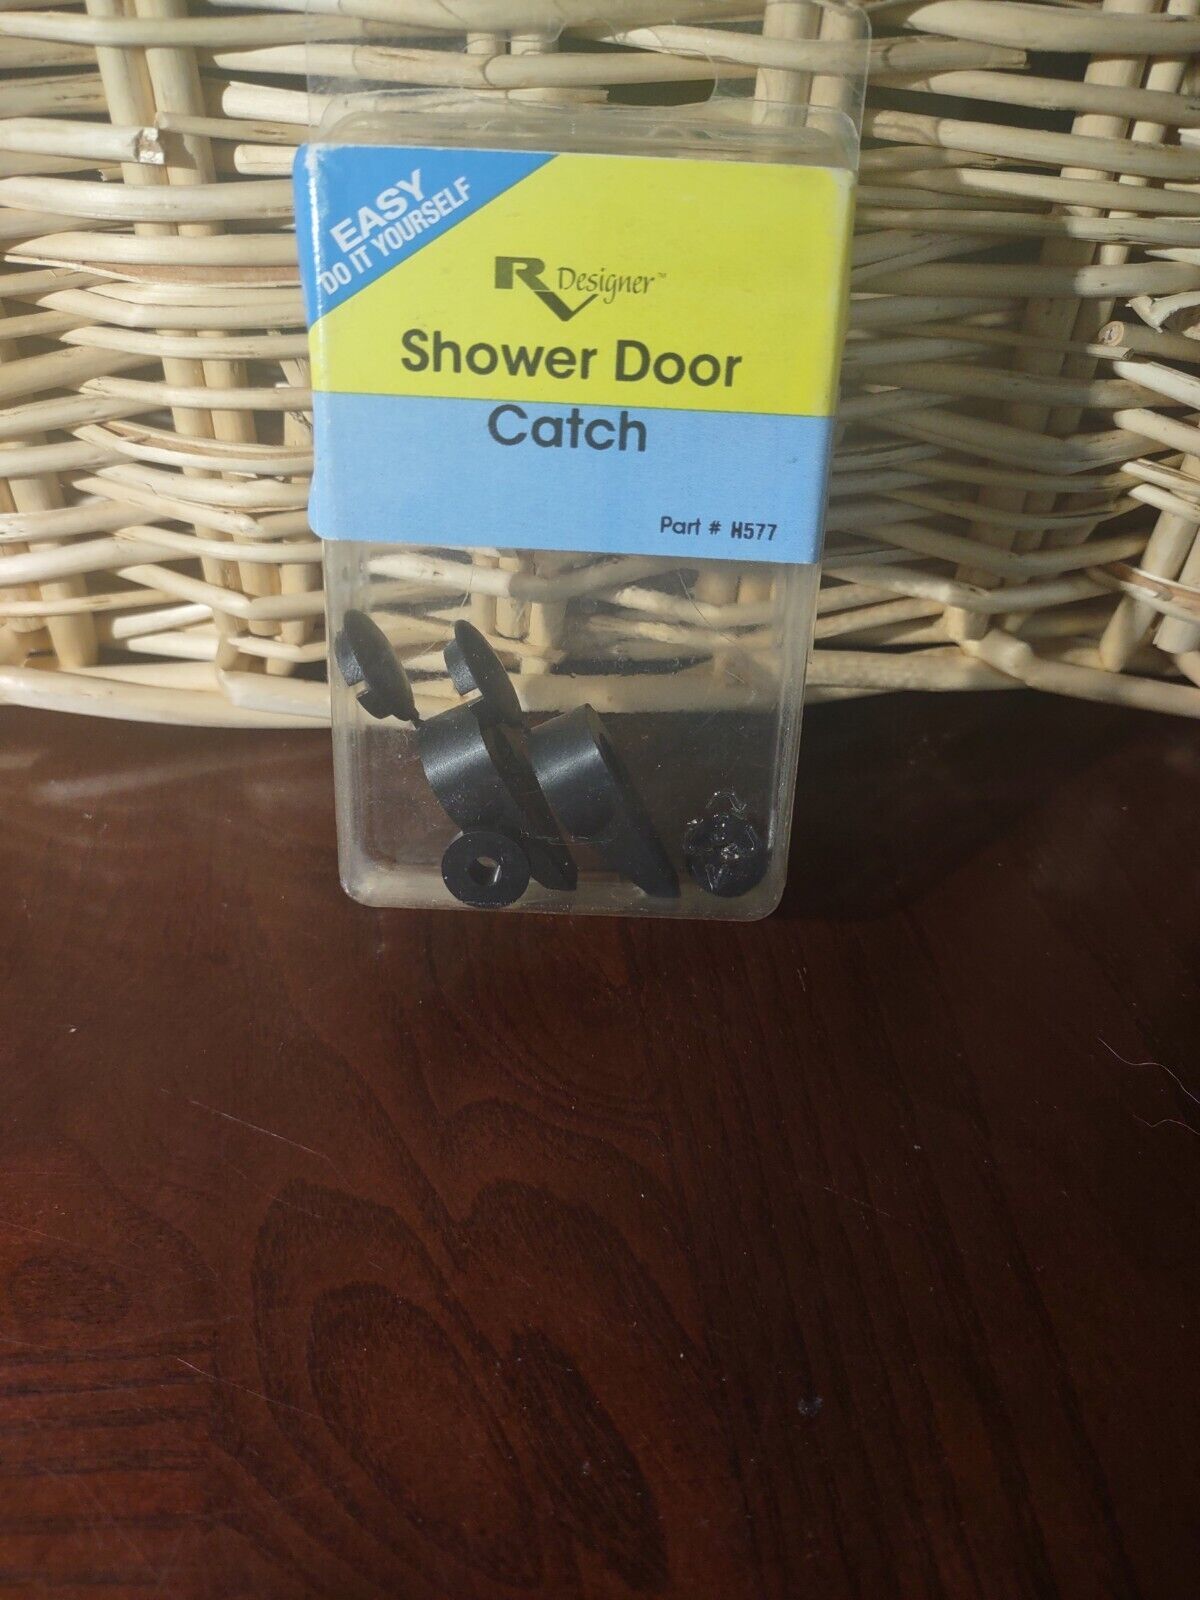 EASY
DO IT YOURSELF
RV Designer™
Shower Door
Catch
Part # H577